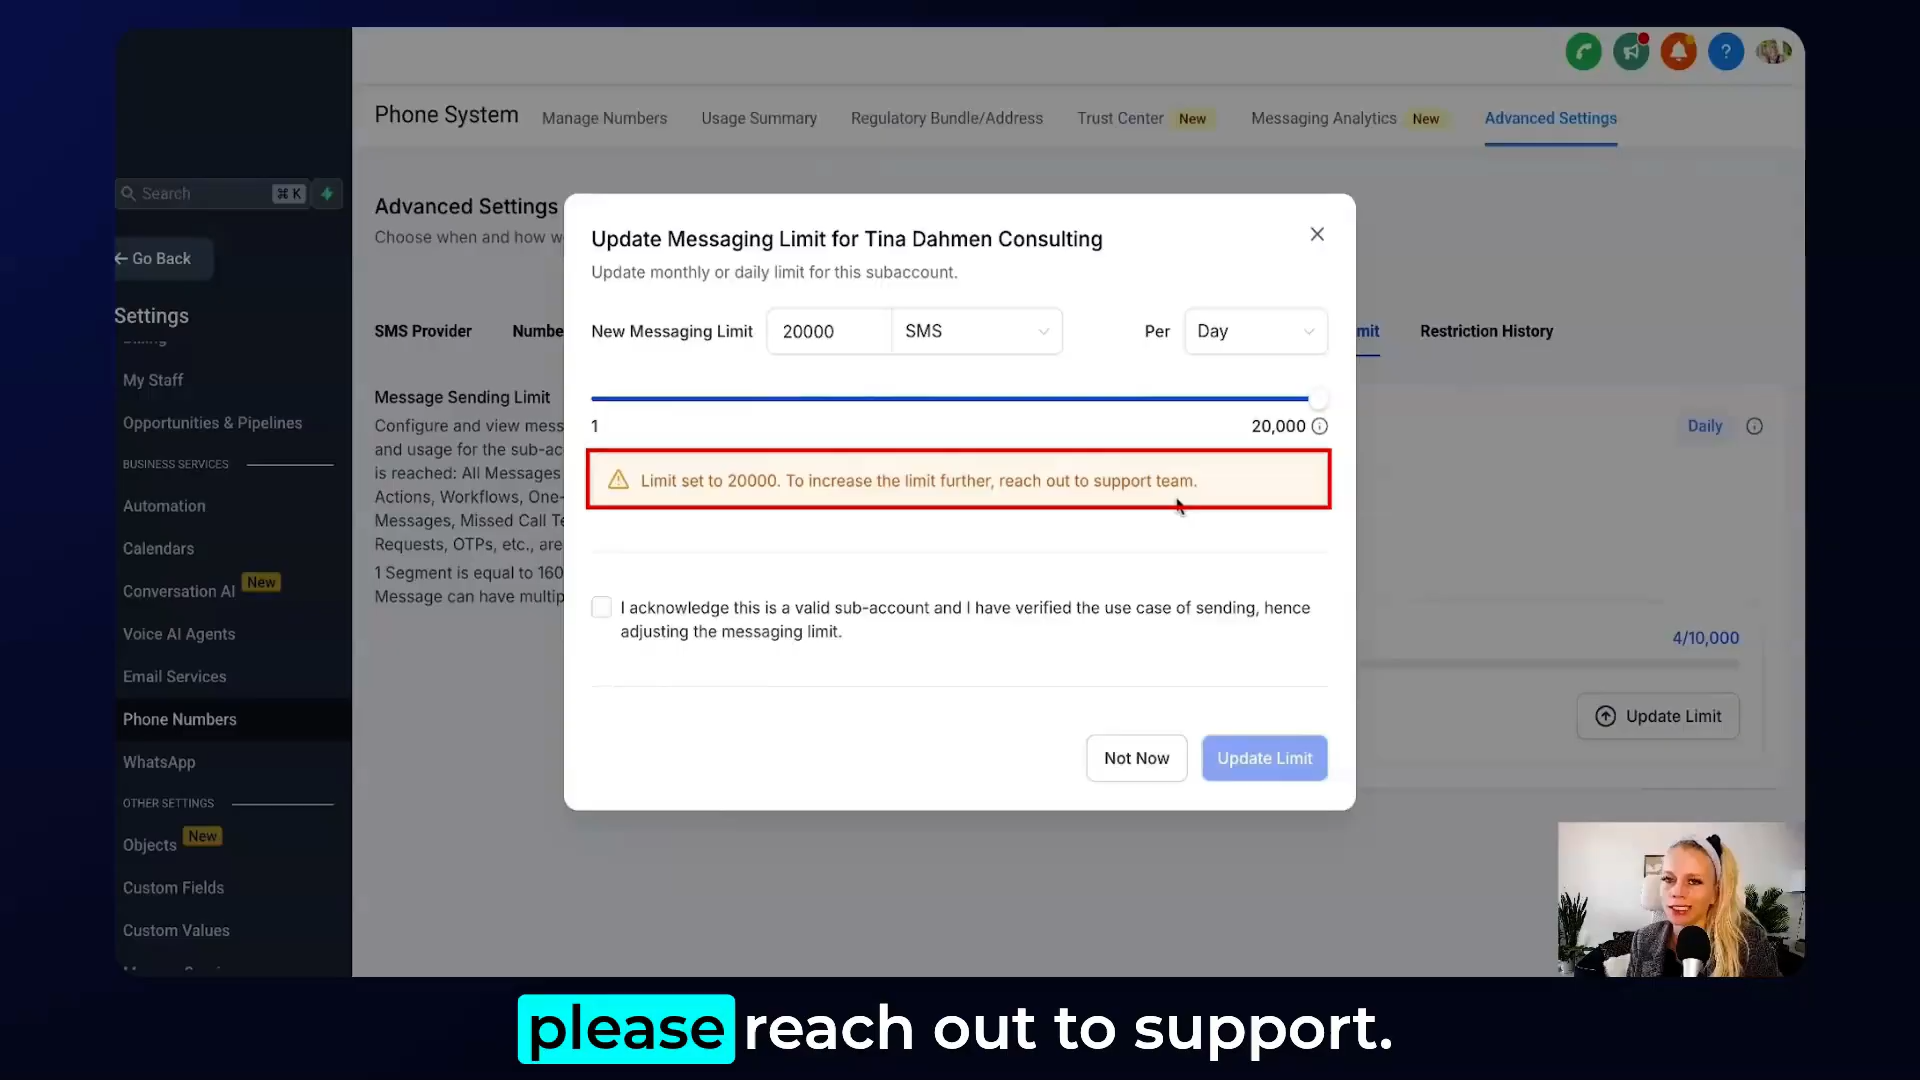 Search
⌘ K
Go Back
Settings
My Staff
Opportunities & Pipelines
BUSINESS SERVICES
Automation
Calendars
Conversation AI New
Voice AI Agents
Email Services
Phone Numbers
WhatsApp
OTHER SETTINGS
Objects New
Custom Fields
Custom Values
Phone System Manage Numbers Usage Summary Regulatory Bundle/Address Trust Center New Messaging Analytics New Advanced Settings
Advanced Settings
Choose when and how
SMS Provider
Restriction History
Message Sending Limit
Configure and view
and usage for the
is reached: All Messages
Actions, Workflows,
Messages, Missed Call
Requests, OTPs, etc., are
1 Segment is equal to 160
Message can have
Daily
4/10,000
Update Limit
Update Messaging Limit for Tina Dahmen Consulting
Update monthly or daily limit for this subaccount.
New Messaging Limit 20000 SMS Per Day
1 20,000
Limit set to 20000. To increase the limit further, reach out to support team.
I acknowledge this is a valid sub-account and I have verified the use case of sending, hence
adjusting the messaging limit.
Not Now Update Limit
please reach out to support.